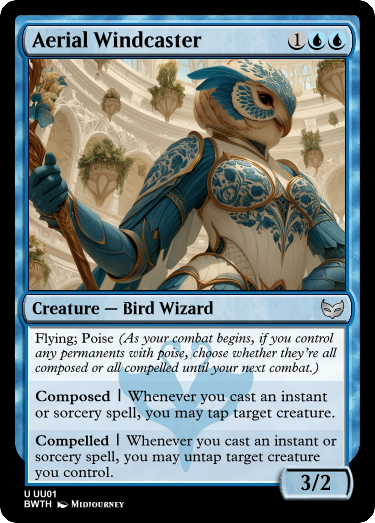 Aerial Windcaster 1
Creature — Bird Wizard
Flying; Poise (As your combat begins, if you control
any permanents with poise, choose whether they're all
composed or all compelled until your next combat.)
Composed | Whenever you cast an instant
or sorcery spell, you may tap target creature.
Compelled | Whenever you cast an instant or
sorcery spell, you may untap target creature
you control.
3/2
U UU01
BWTH Midjourney